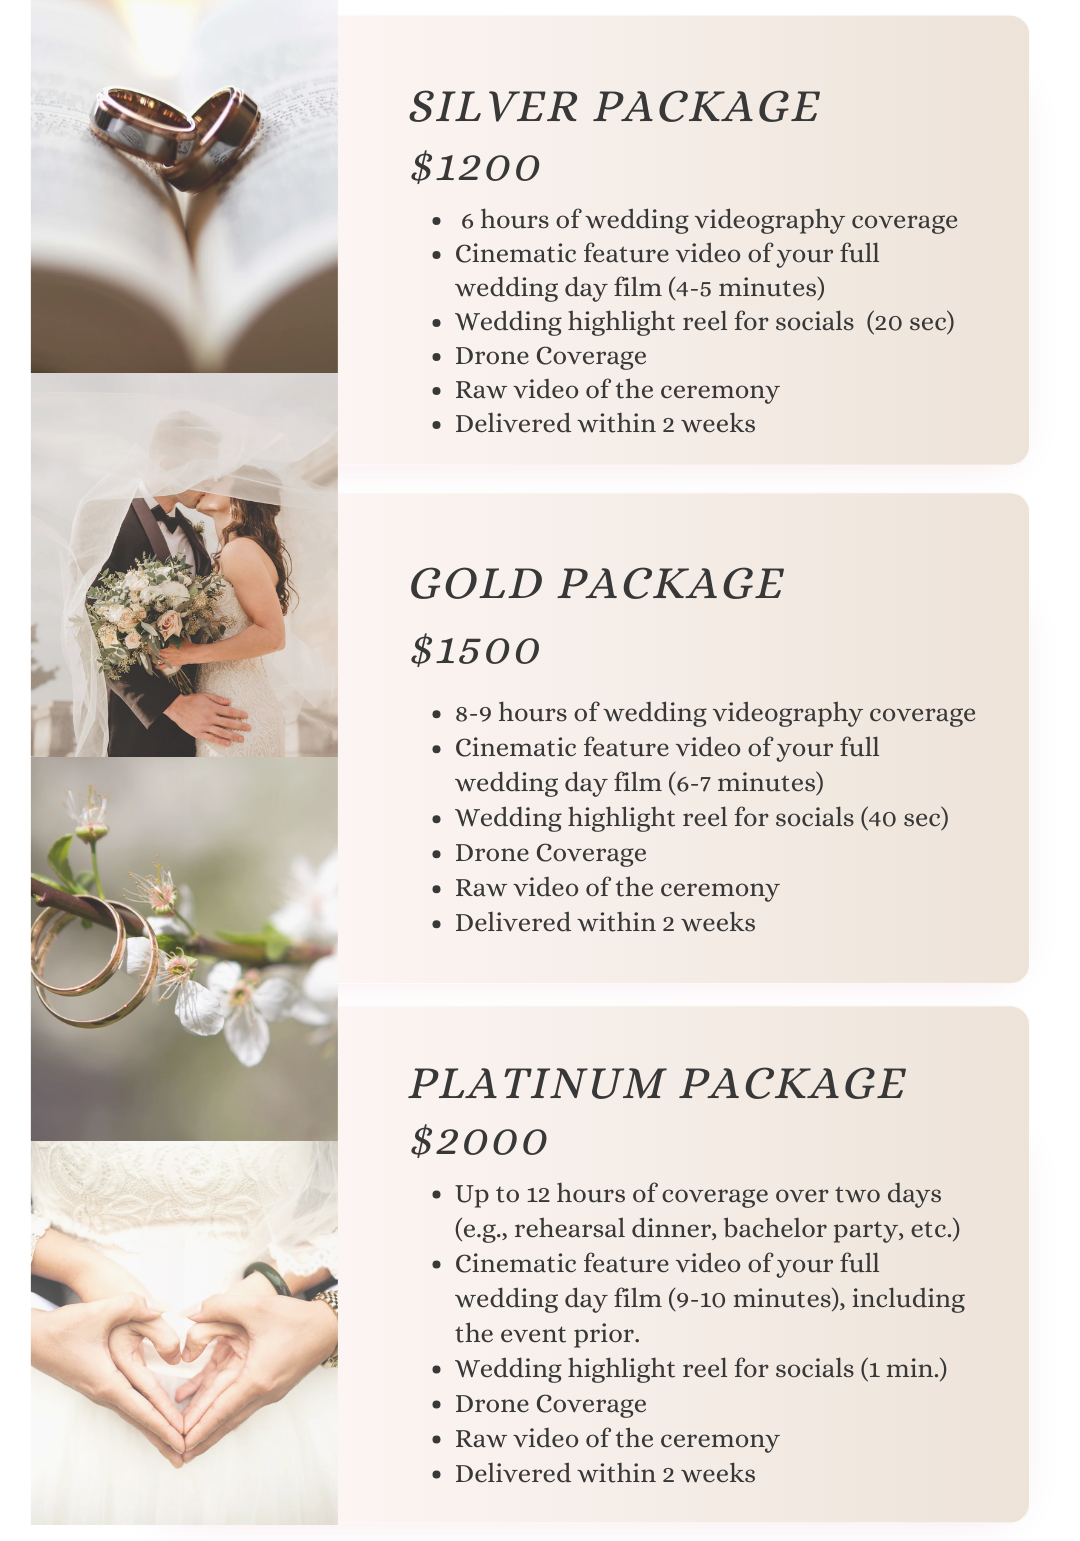 SILVER PACKAGE
$1200
• 6 hours of wedding videography coverage
• Cinematic feature video of your full
wedding day film (4-5 minutes)
• Wedding highlight reel for socials (20 sec)
• Drone Coverage
• Raw video of the ceremony
• Delivered within 2 weeks
GOLD PACKAGE
$1500
• 8-9 hours of wedding videography coverage
• Cinematic feature video of your full
wedding day film (6-7 minutes)
• Wedding highlight reel for socials (40 sec)
• Drone Coverage
• Raw video of the ceremony
• Delivered within 2 weeks
PLATINUM PACKAGE
$2000
• Up to 12 hours of coverage over two days
(e.g., rehearsal dinner, bachelor party, etc.)
• Cinematic feature video of your full
wedding day film (9-10 minutes), including
the event prior.
• Wedding highlight reel for socials (1 min.)
• Drone Coverage
• Raw video of the ceremony
• Delivered within 2 weeks